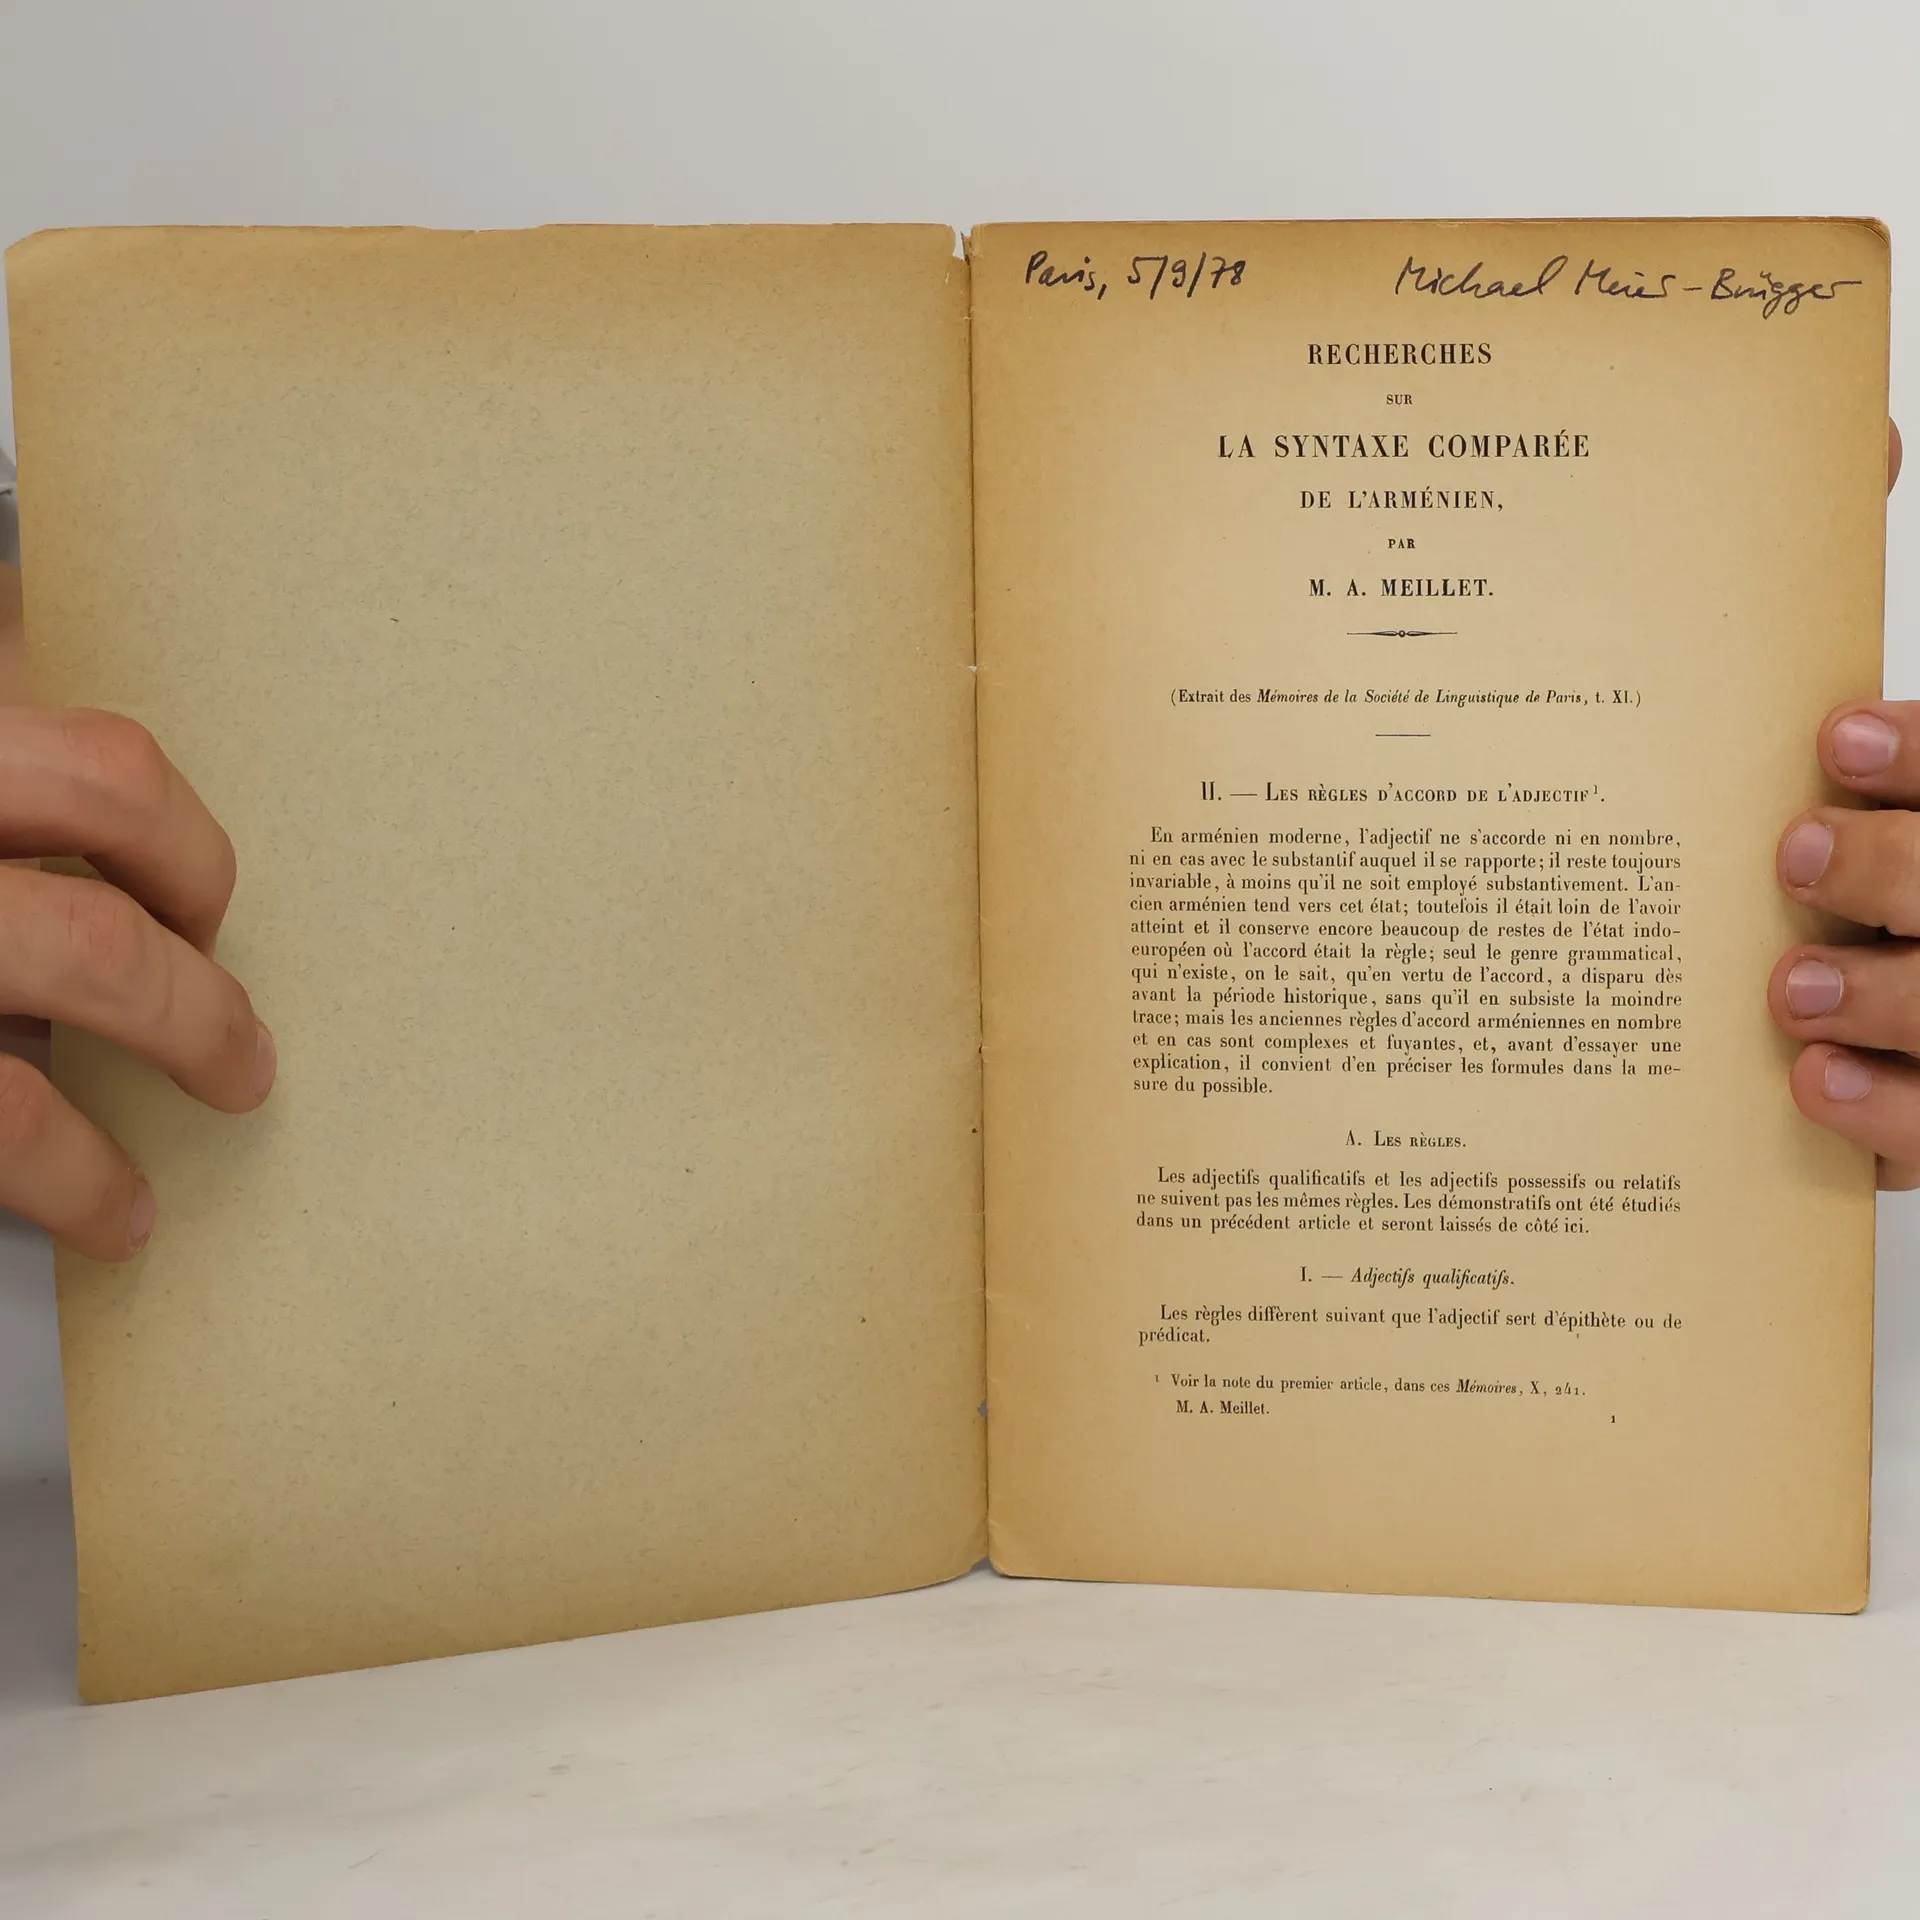 Paris, 5/9/78 Michael Meier-Brügger
RECHERCHES
SUR
LA SYNTAXE COMPARÉE
DE L'ARMÉNIEN,
PAR
M. A. MEILLET.
(Extrait des Mémoires de la Société de Linguistique de Paris, t. XI.)
II. — LES RÈGLES D'ACCORD DE L'ADJECTIF¹.
En arménien moderne, l'adjectif ne s'accorde ni en nombre,
ni en cas avec le substantif auquel il se rapporte; il reste toujours
invariable, à moins qu'il ne soit employé substantivement. L'an-
cien arménien tend vers cet état; toutefois il était loin de l'avoir
atteint et il conserve encore beaucoup de restes de l'état indo-
européen où l'accord était la règle; seul le genre grammatical,
qui n'existe, on le sait, qu'en vertu de l'accord, a disparu dès
avant la période historique, sans qu'il en subsiste la moindre
trace; mais les anciennes règles d'accord arméniennes en nombre
et en cas sont complexes et fuyantes, et, avant d'essayer une
explication, il convient d'en préciser les formules dans la me-
sure du possible.
A. LES RÈGLES.
Les adjectifs qualificatifs et les adjectifs possessifs ou relatifs
ne suivent pas les mêmes règles. Les démonstratifs ont été étudiés
dans un précédent article et seront laissés de côté ici.
I. — Adjectifs qualificatifs.
Les règles diffèrent suivant que l'adjectif sert d'épithète ou de
prédicat.
¹ Voir la note du premier article, dans ces Mémoires, X, 241.
M. A. Meillet. 1